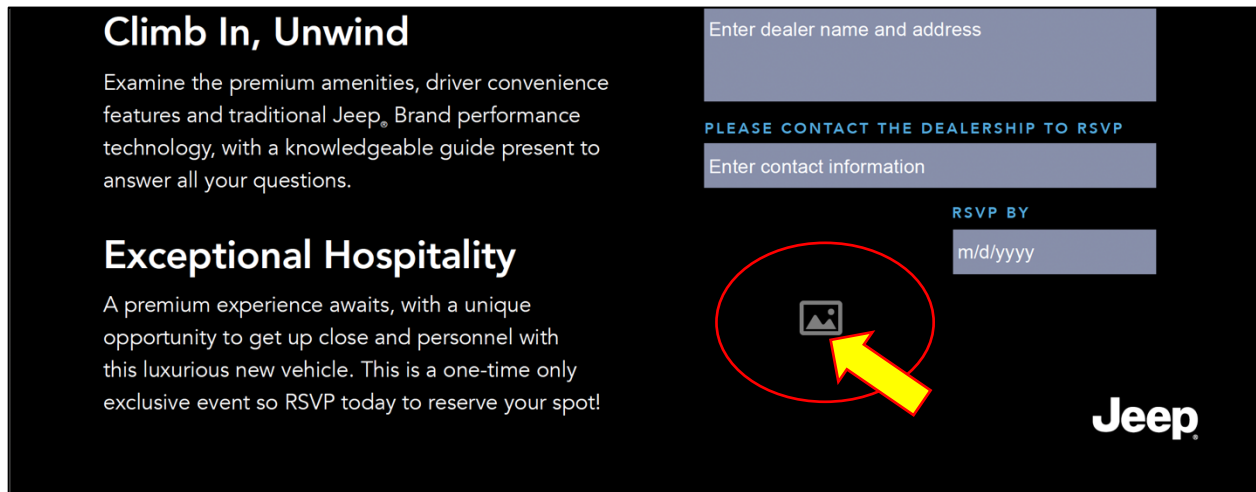 Climb In, Unwind
Examine the premium amenities, driver convenience
features and traditional Jeep® Brand performance
technology, with a knowledgeable guide present to
answer all your questions.
Exceptional Hospitality
A premium experience awaits, with a unique
opportunity to get up close and personnel with
this luxurious new vehicle. This is a one-time only
exclusive event so RSVP today to reserve your spot!
Enter dealer name and address
PLEASE CONTACT THE DEALERSHIP TO RSVP
Enter contact information
RSVP BY
m/d/yyyy
Jeep®